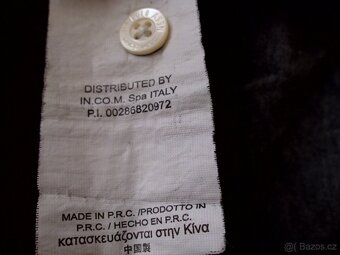 DISTRIBUTED BY
IN.CO.M. Spa ITALY
P.I. 00286820972
MADE IN P.R.C./PRODOTTO IN
P.R.C. / HECHO EN P.R.C.
κατασκευάζονται στην Κίνα
中国製
Bazos.cz